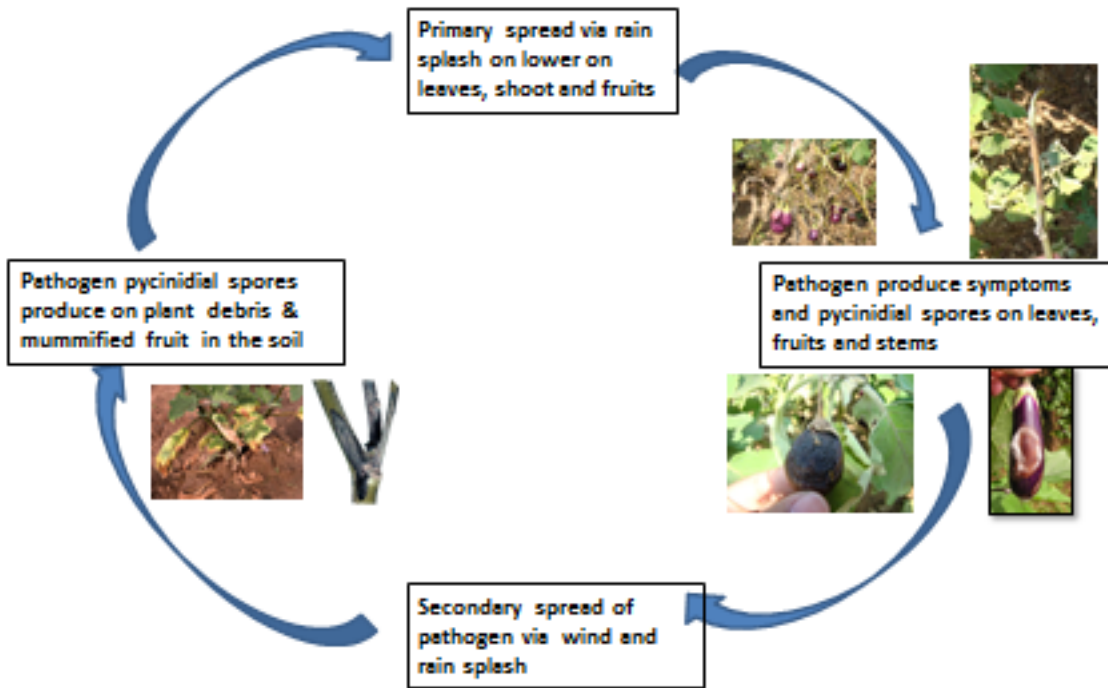 Primary spread via rain
splash on lower on
leaves, shoot and fruits
Pathogen produce symptoms
and pycinidial spores on leaves,
fruits and stems
Secondary spread of
pathogen via wind and
rain splash
Pathogen pycinidial spores
produce on plant debris &
mummified fruit in the soil